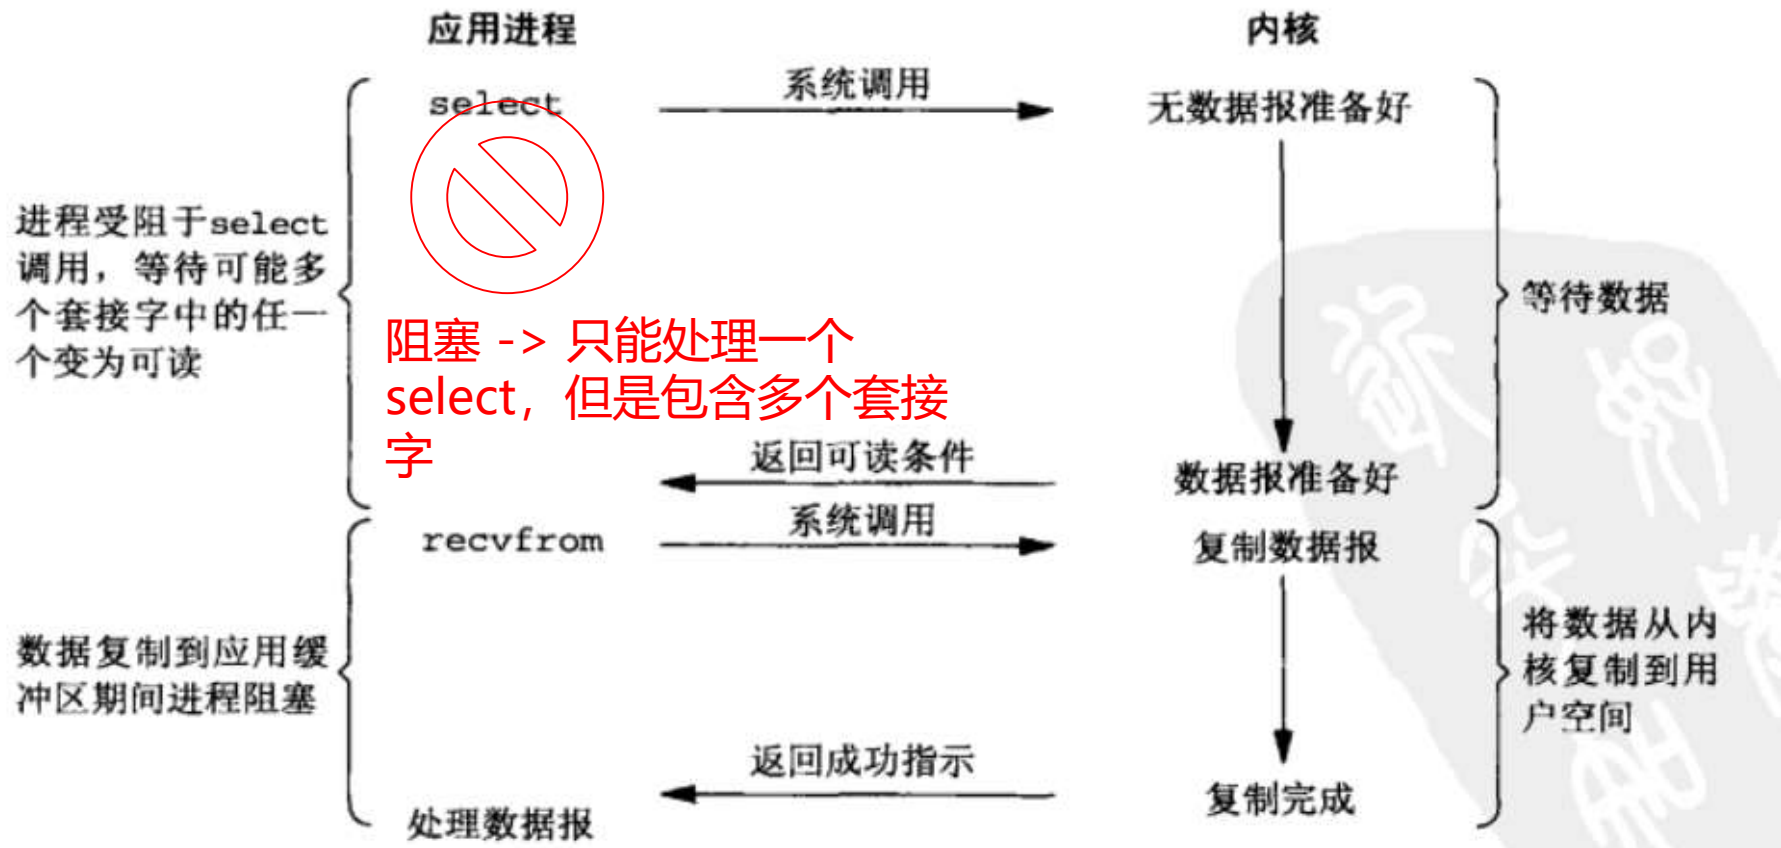 应用进程
内核
select
系统调用
无数据报准备好
进程受阻于select
调用，等待可能多
个套接字中的任一
个变为可读
等待数据
阻塞 -> 只能处理一个
select，但是包含多个套接
字
返回可读条件
数据报准备好
recvfrom
系统调用
复制数据报
数据复制到应用缓
冲区期间进程阻塞
将数据从内
核复制到用
户空间
返回成功指示
复制完成
处理数据报